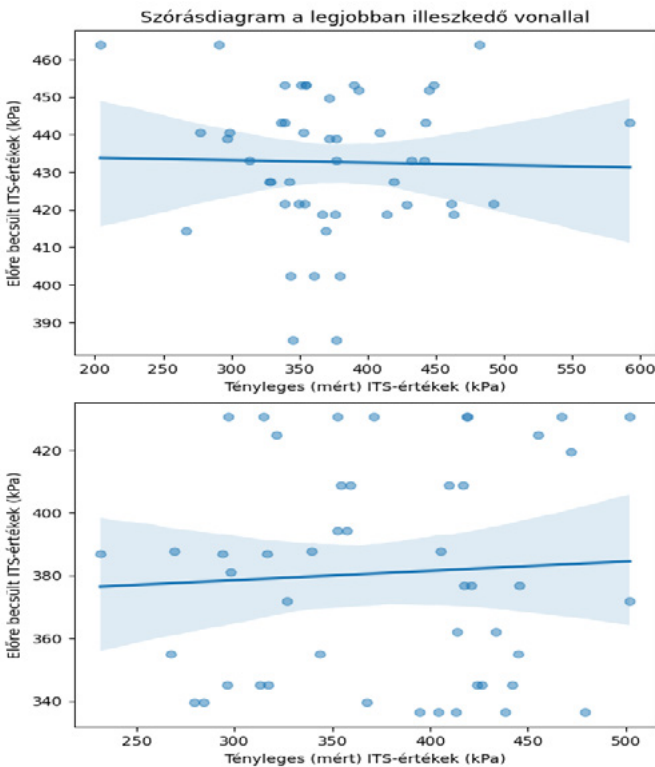 Szórásdiagram a legjobban illeszkedő vonallal
Előre becsült ITS-értékek (kPa)
460
450
440
430
420
410
400
390
200 250 300 350 400 450 500 550 600
Tényleges (mért) ITS-értékek (kPa)
Előre becsült ITS-értékek (kPa)
420
400
380
360
340
250 300 350 400 450 500
Tényleges (mért) ITS-értékek (kPa)